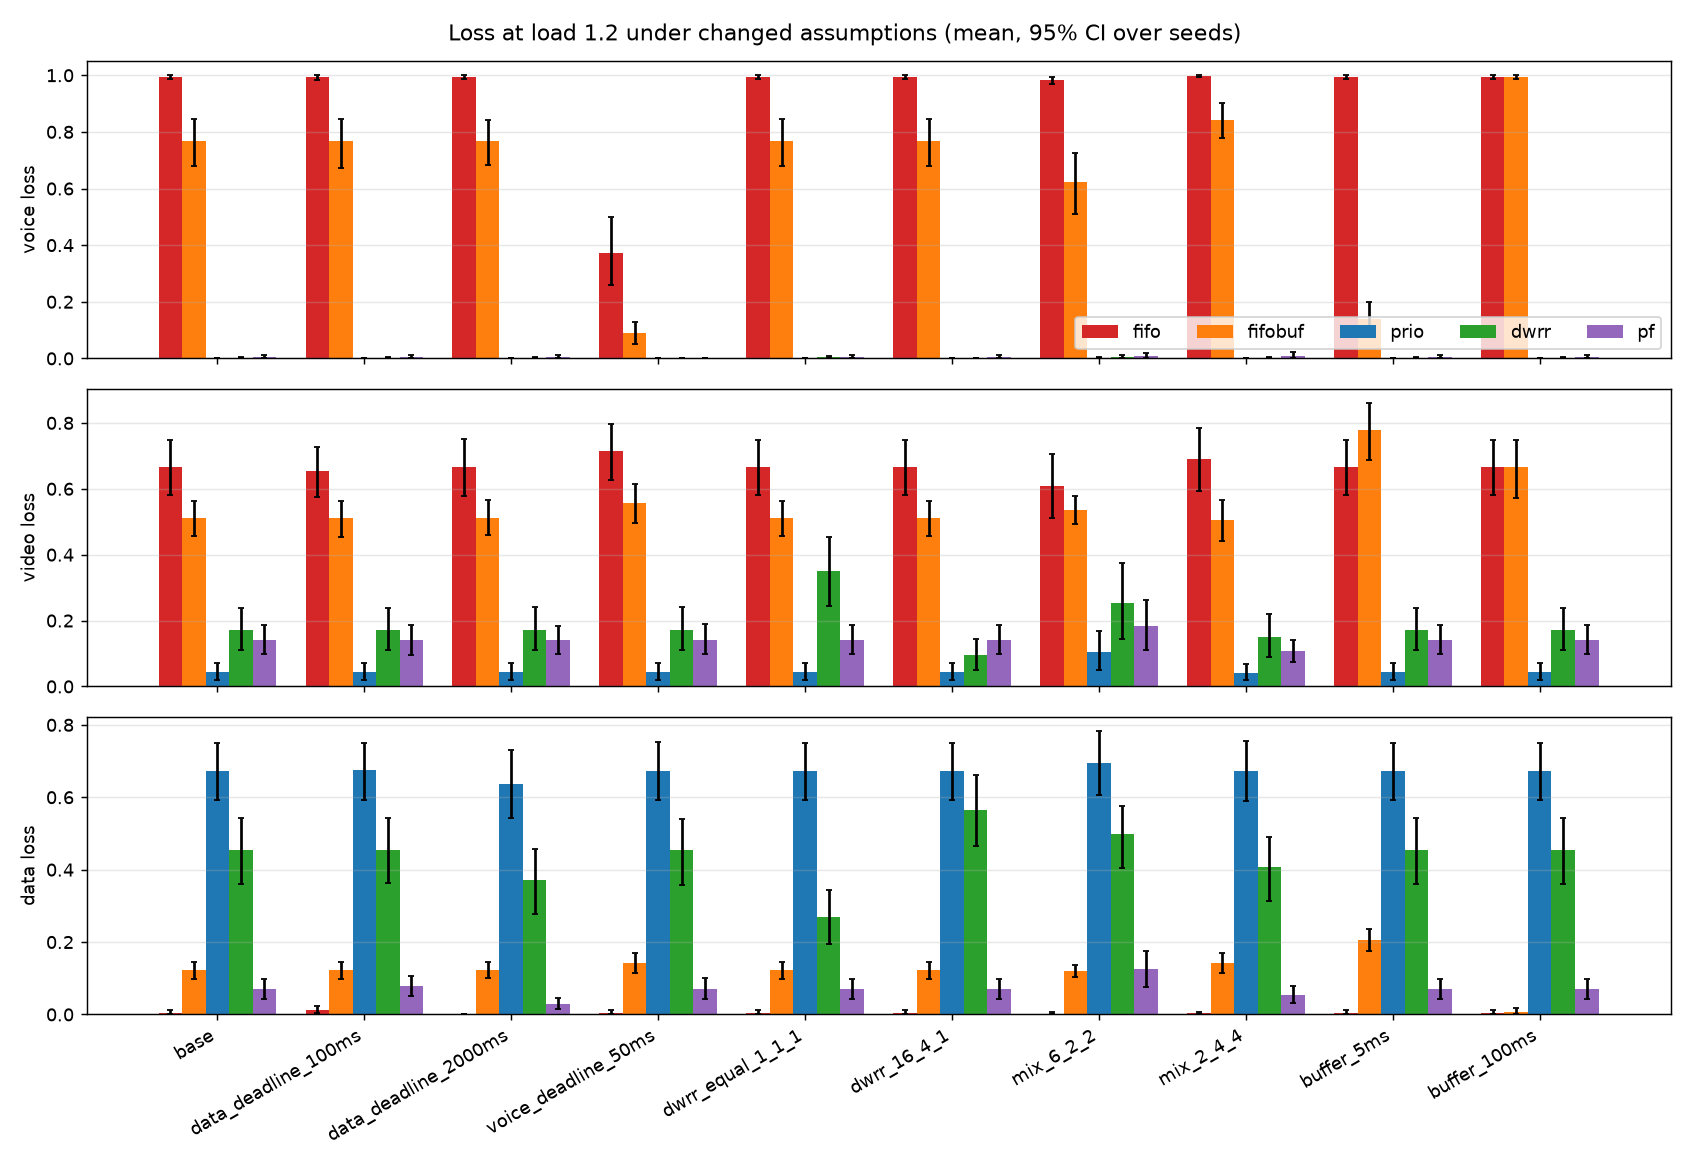 Loss at load 1.2 under changed assumptions (mean, 95% CI over seeds)
voice loss
1.0
0.8
0.6
0.4
0.2
0.0
fifo fifobuf prio dwrr pf
video loss
0.8
0.6
0.4
0.2
0.0
data loss
0.8
0.6
0.4
0.2
0.0
base
data_deadline_100ms
data_deadline_2000ms
voice_deadline_50ms
dwrr_equal_1_1_1
dwrr_16_4_1
mix_6_2_2
mix_2_4_4
buffer_5ms
buffer_100ms